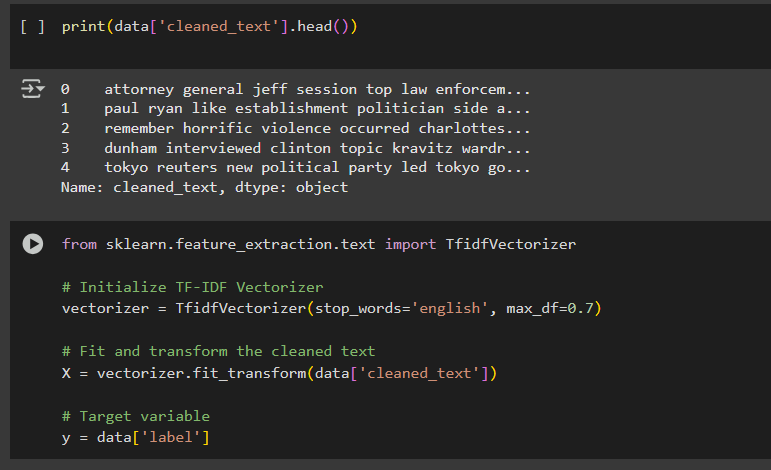 [ ] print(data['cleaned_text'].head())
0    attorney general jeff session top law enforcem...
1    paul ryan like establishment politician side a...
2    remember horrific violence occurred charlottes...
3    dunham interviewed clinton topic kravitz wardr...
4    tokyo reuters new political party led tokyo go...
Name: cleaned_text, dtype: object
from sklearn.feature_extraction.text import TfidfVectorizer
# Initialize TF-IDF Vectorizer
vectorizer = TfidfVectorizer(stop_words='english', max_df=0.7)
# Fit and transform the cleaned text
X = vectorizer.fit_transform(data['cleaned_text'])
# Target variable
y = data['label']